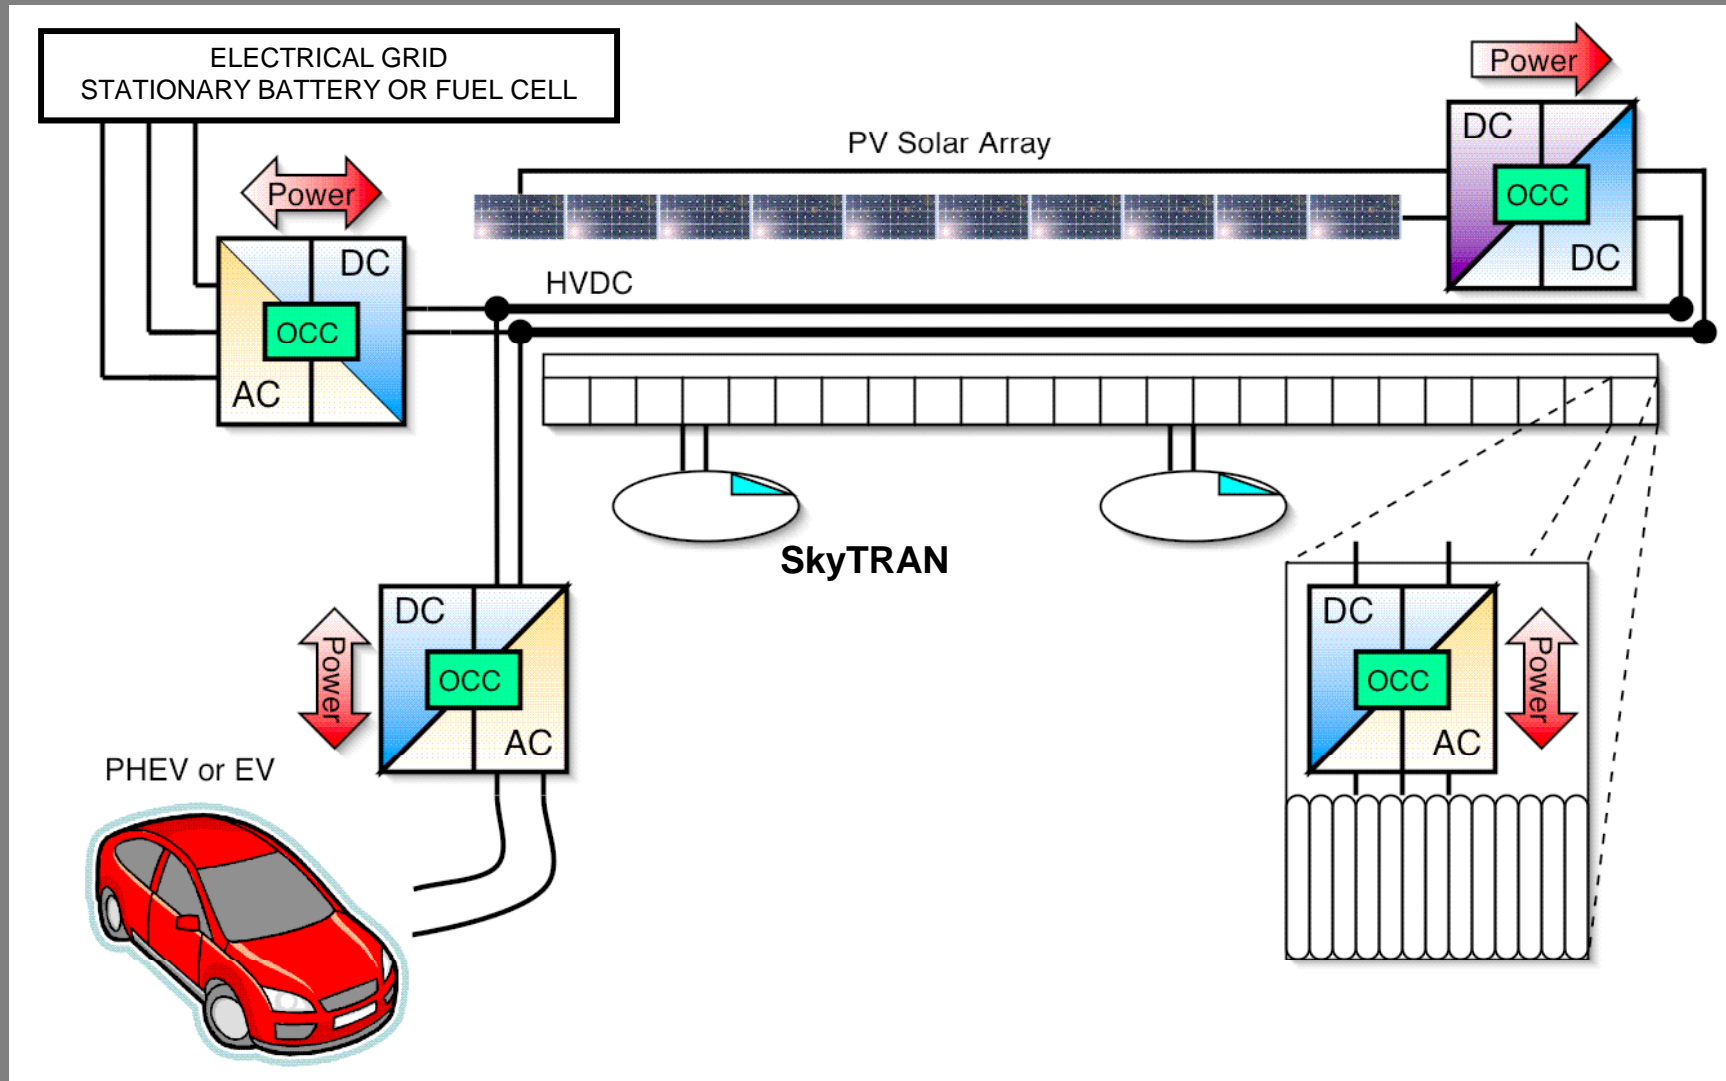 ELECTRICAL GRID
STATIONARY BATTERY OR FUEL CELL
Power
PV Solar Array
Power
DC
OCC
DC
DC
OCC
AC
HVDC
SkyTRAN
DC
OCC
AC
Power
DC
OCC
AC
Power
PHEV or EV